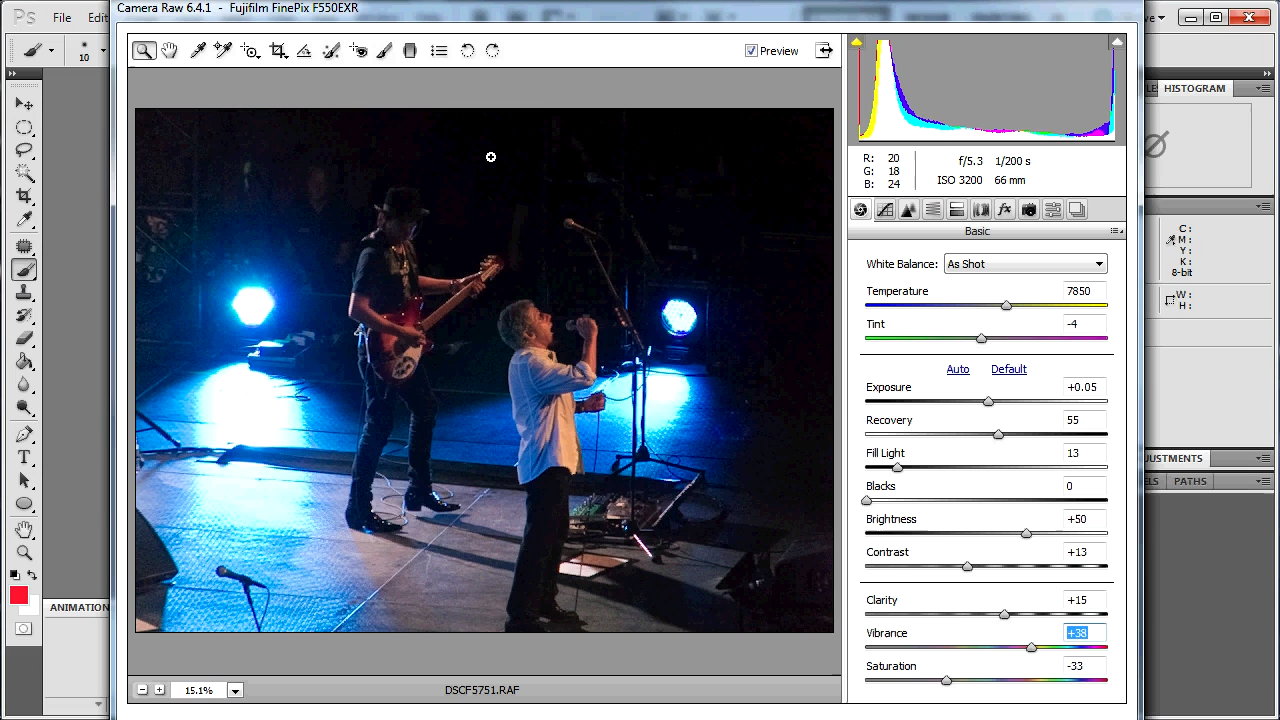 Camera Raw 6.4.1 - Fujifilm FinePix F550EXR
Ps
File
Edi
10
Preview
R: 20
G: 18
B: 24
f/5.3 1/200 s
ISO 3200 66 mm
Basic
White Balance: As Shot
Temperature 7850
Tint -4
Auto Default
Exposure +0.05
Recovery 55
Fill Light 13
Blacks 0
Brightness +50
Contrast +13
Clarity +15
Vibrance +38
Saturation -33
15.1%
DSCF5751.RAF
ANIMATION
HISTOGRAM
C:
M:
Y:
K:
8-bit
W:
H:
JUSTMENTS
ELS PATHS